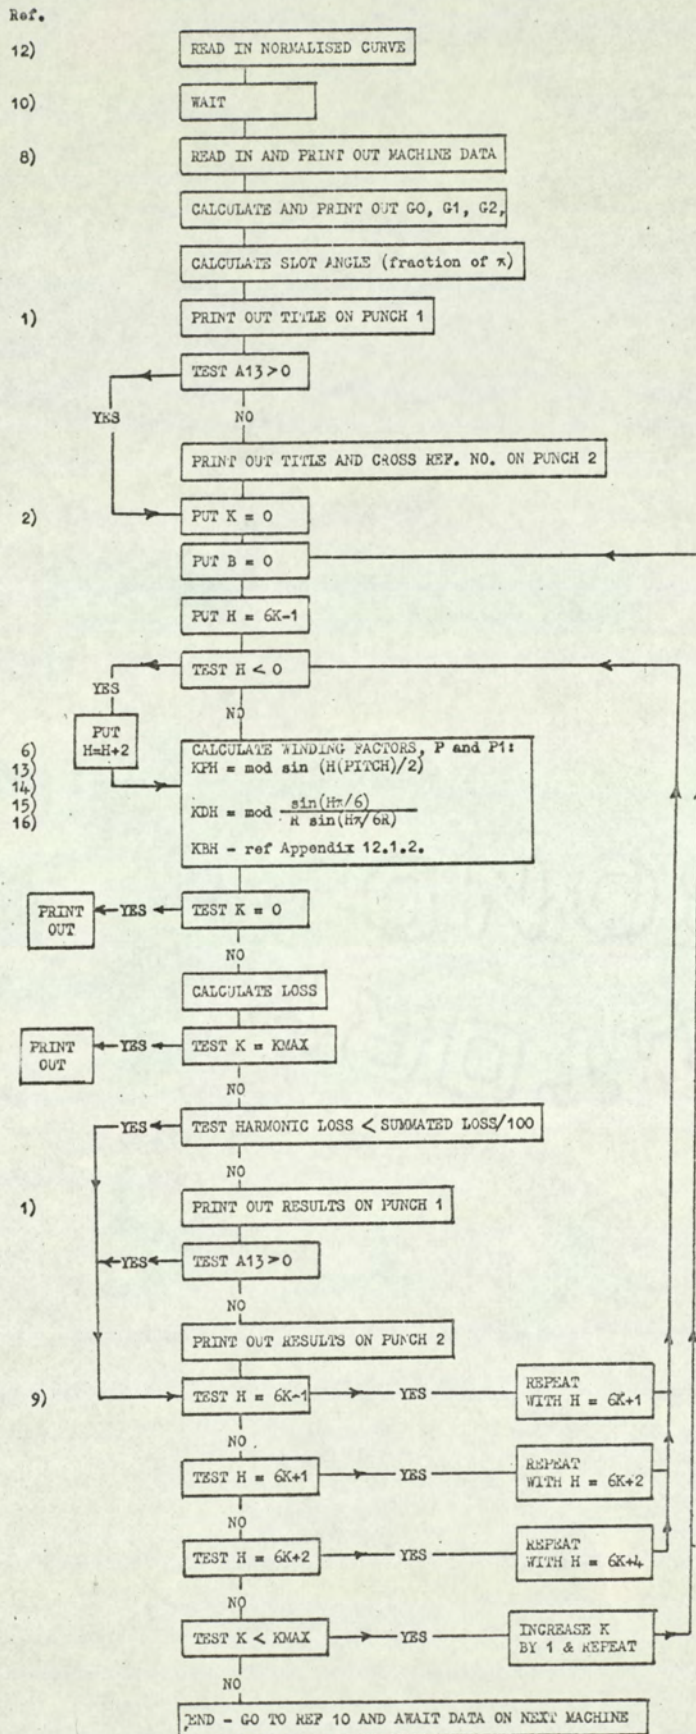 Ref.
12) READ IN NORMALISED CURVE
10) WAIT
8) READ IN AND PRINT OUT MACHINE DATA
CALCULATE AND PRINT OUT G0, G1, G2,
CALCULATE SLOT ANGLE (fraction of π)
1) PRINT OUT TITLE ON PUNCH 1
TEST A13>0
YES NO
PRINT OUT TITLE AND CROSS REF. NO. ON PUNCH 2
2) PUT K = 0
PUT B = 0
PUT H = 6K-1
TEST H < 0
YES
NO
PUT
H=H+2
6) CALCULATE WINDING FACTORS, P and P1:
13) KPH = mod sin (H(PITCH)/2)
14)
15) KDH = mod sin(Hπ/6)
16) R sin(Hπ/6R)
KBH - ref Appendix 12.1.2.
PRINT
OUT
YES TEST K = 0
NO
CALCULATE LOSS
PRINT
OUT
YES TEST K = KMAX
NO
YES TEST HARMONIC LOSS < SUMMATED LOSS/100
NO
1) PRINT OUT RESULTS ON PUNCH 1
YES TEST A13>0
NO
PRINT OUT RESULTS ON PUNCH 2
9) TEST H = 6K-1 YES
REPEAT
WITH H = 6K+1
NO
TEST H = 6K+1 YES
REPEAT
WITH H = 6K+2
NO
TEST H = 6K+2 YES
REPEAT
WITH H = 6K+4
NO
TEST K < KMAX YES
INCREASE K
BY 1 & REPEAT
NO
END - GO TO REF 10 AND AWAIT DATA ON NEXT MACHINE